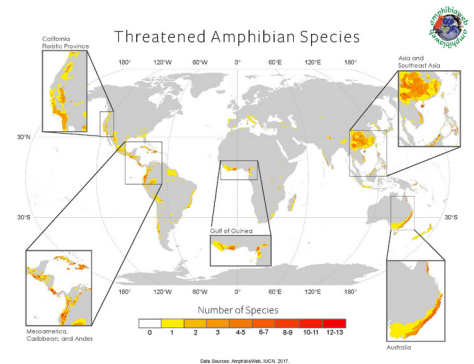 Threatened Amphibian Species
amphibiaweb
California
Floristic Province
Asia and
Southeast Asia
120°W 60°W 0° 60°E 120°E 180°
30°N 30°N
30°S 30°S
Gulf of Guinea
180° 120°W 60°W 0° 60°E 120°E 180°
Mesoamerica,
Caribbean, and Andes
Australia
Number of Species
0 1 2 3 4-5 6-7 8-9 10-11 12-13
Data Sources: AmphibiaWeb, IUCN. 2017.